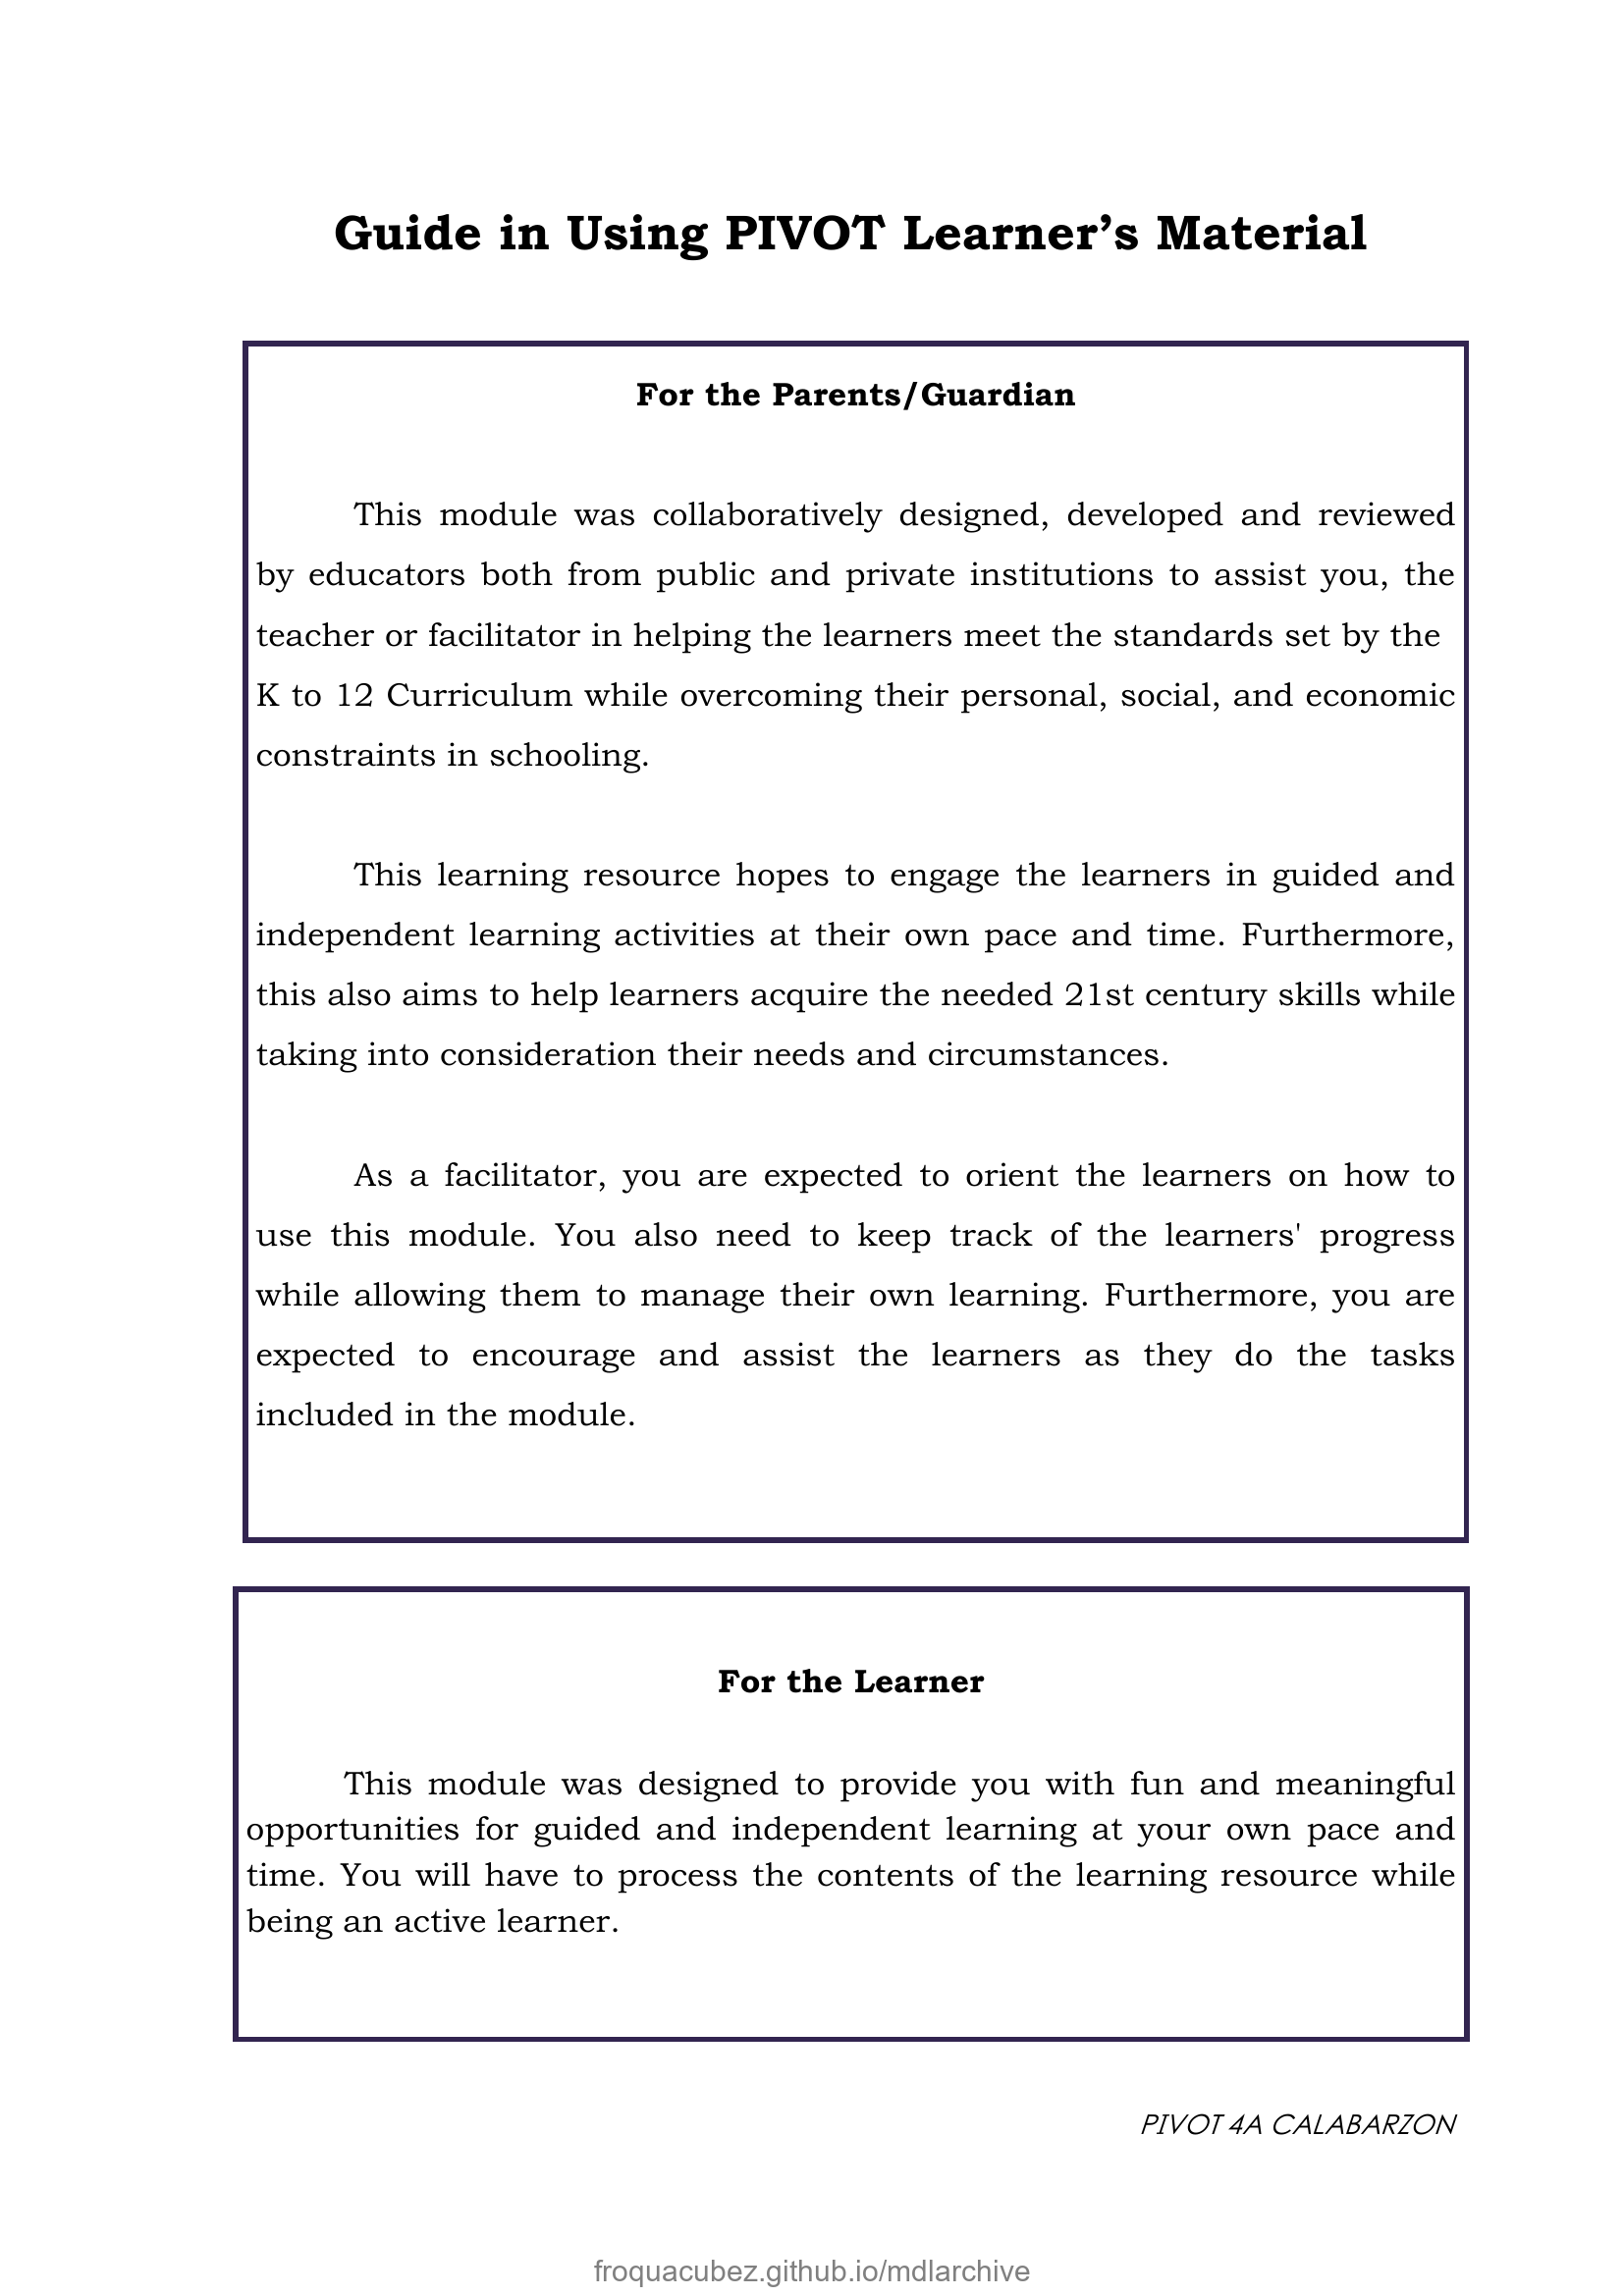 Guide in Using PIVOT Learner’s Material
For the Parents/Guardian
This module was collaboratively designed, developed and reviewed
by educators both from public and private institutions to assist you, the
teacher or facilitator in helping the learners meet the standards set by the
K to 12 Curriculum while overcoming their personal, social, and economic
constraints in schooling.
This learning resource hopes to engage the learners in guided and
independent learning activities at their own pace and time. Furthermore,
this also aims to help learners acquire the needed 21st century skills while
taking into consideration their needs and circumstances.
As a facilitator, you are expected to orient the learners on how to
use this module. You also need to keep track of the learners' progress
while allowing them to manage their own learning. Furthermore, you are
expected to encourage and assist the learners as they do the tasks
included in the module.
For the Learner
This module was designed to provide you with fun and meaningful
opportunities for guided and independent learning at your own pace and
time. You will have to process the contents of the learning resource while
being an active learner.
PIVOT 4A CALABARZON
froquacubez.github.io/mdlarchive